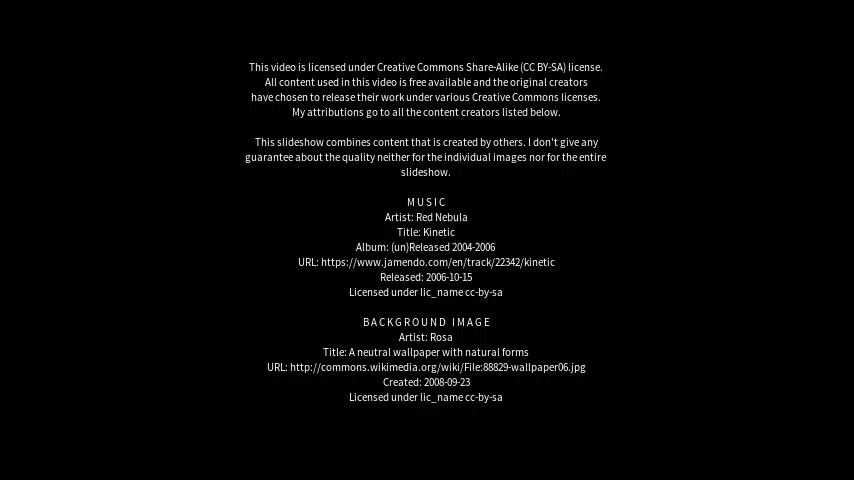 This video is licensed under Creative Commons Share-Alike (CC BY-SA) license.
All content used in this video is free available and the original creators
have chosen to release their work under various Creative Commons licenses.
My attributions go to all the content creators listed below.
This slideshow combines content that is created by others. I don't give any
guarantee about the quality neither for the individual images nor for the entire
slideshow.
MUSIC
Artist: Red Nebula
Title: Kinetic
Album: (un)Released 2004-2006
URL: https://www.jamendo.com/en/track/22342/kinetic
Released: 2006-10-15
Licensed under lic_name cc-by-sa
BACKGROUND IMAGE
Artist: Rosa
Title: A neutral wallpaper with natural forms
URL: http://commons.wikimedia.org/wiki/File:88829-wallpaper06.jpg
Created: 2008-09-23
Licensed under lic_name cc-by-sa